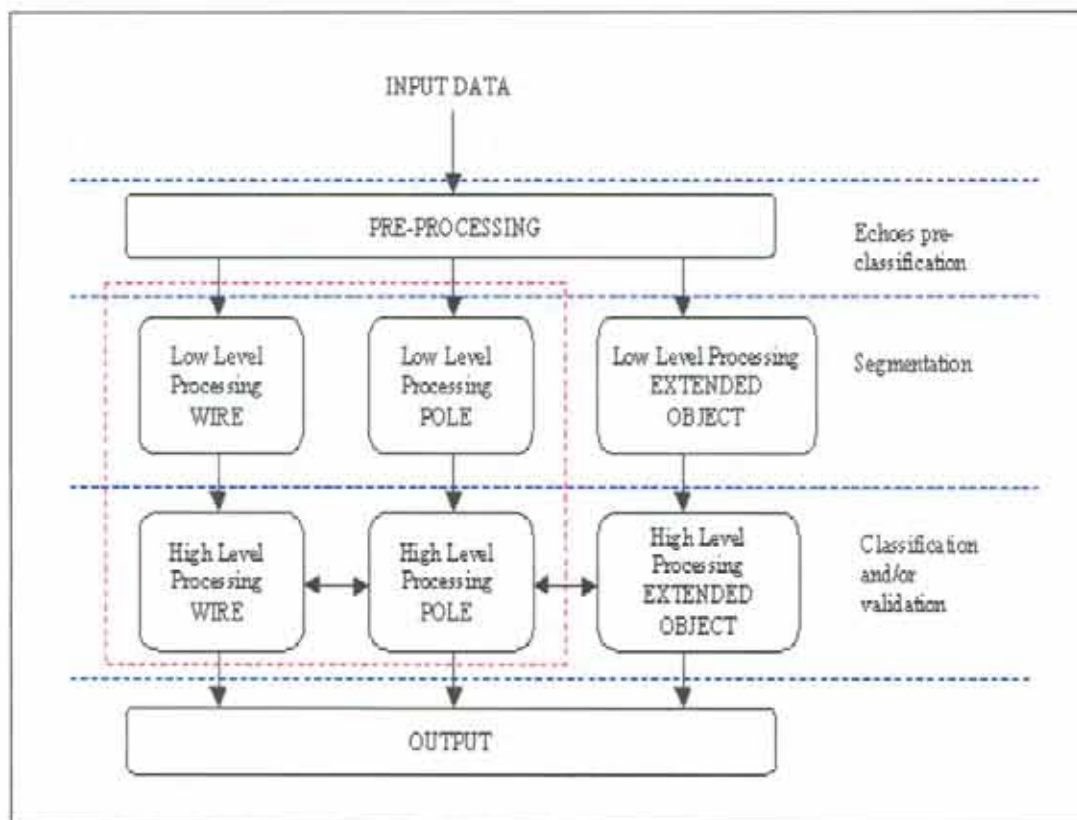 INPUT DATA
PRE-PROCESSING
Echoes pre-
classification
Low Level
Processing
WIRE
Low Level
Processing
POLE
Low Level Processing
EXTENDED
OBJECT
Segmentation
High Level
Processing
WIRE
High Level
Processing
POLE
High Level
Processing
EXTENDED
OBJECT
Classification
and/or
validation
OUTPUT